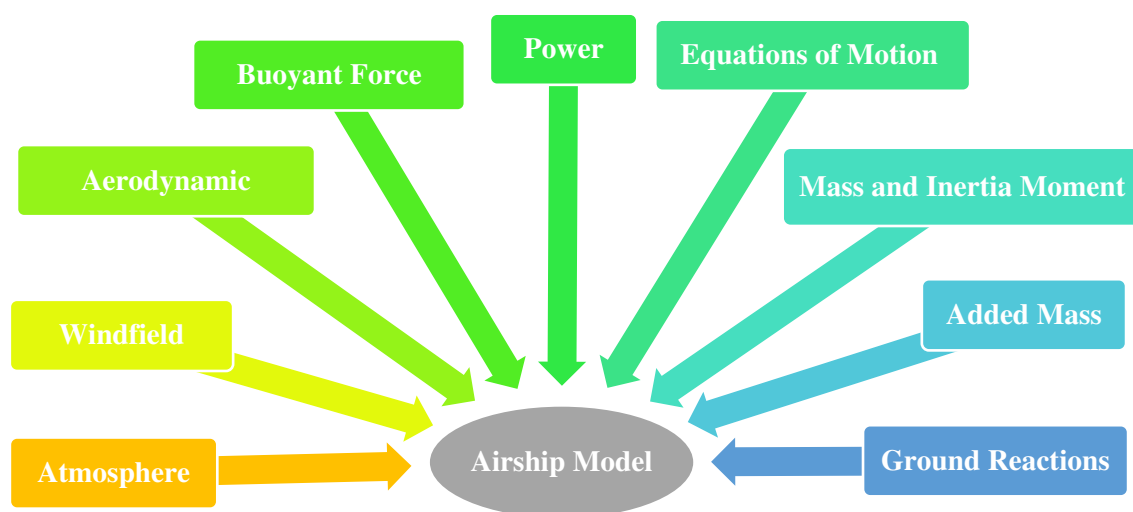 Power
Equations of Motion
Buoyant Force
Aerodynamic
Mass and Inertia Moment
Windfield
Added Mass
Atmosphere
Airship Model
Ground Reactions